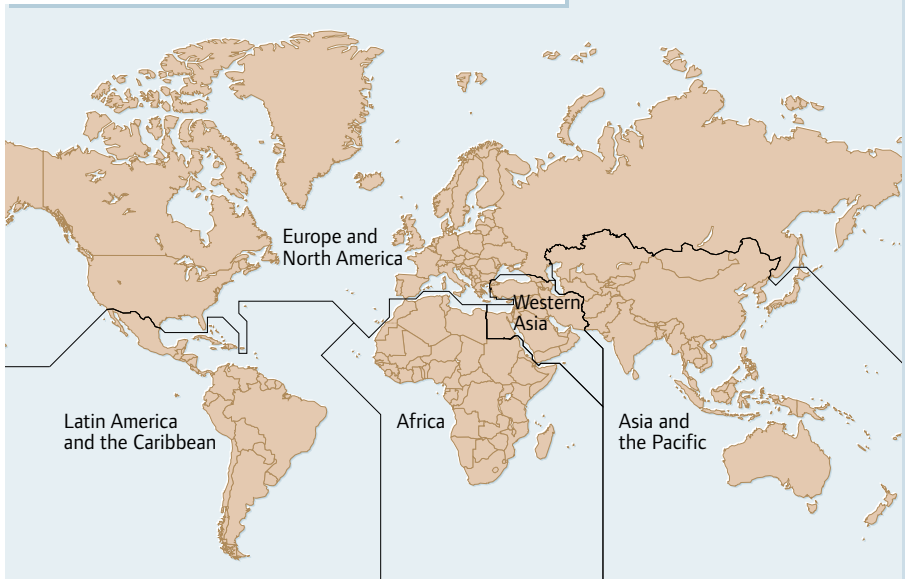 Europe and
North America
Western
Asia
Latin America
and the Caribbean
Africa
Asia and
the Pacific